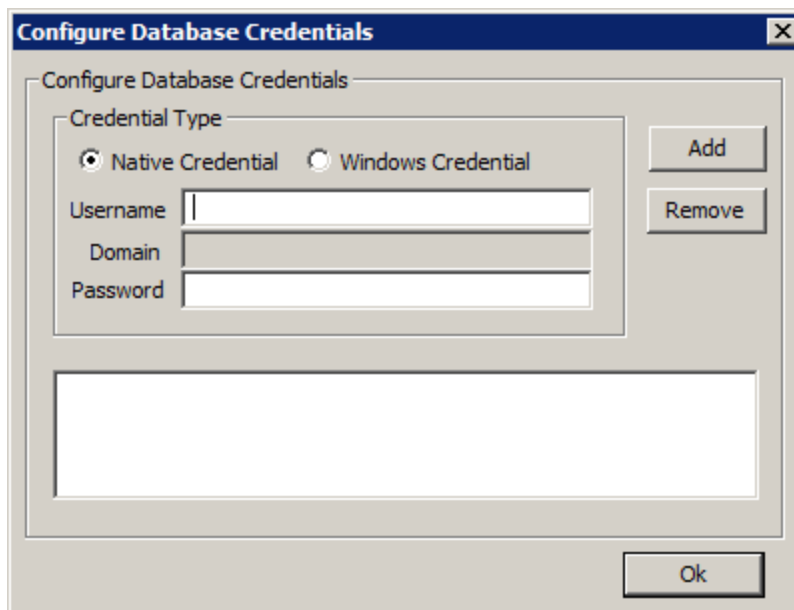 Configure Database Credentials
Configure Database Credentials
Credential Type
Native Credential Windows Credential
Add
Username
Remove
Domain
Password
Ok